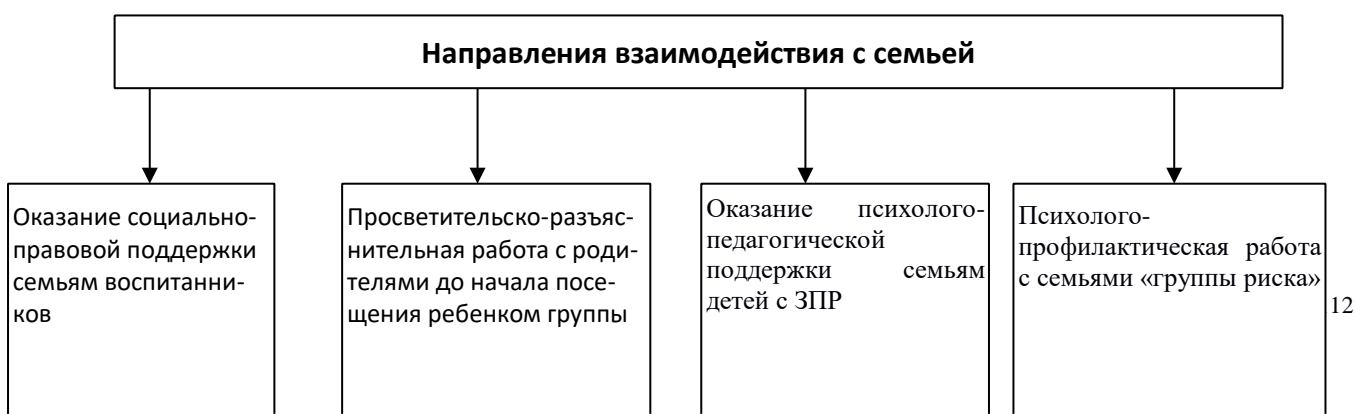 Направления взаимодействия с семьей
Оказание социально-
правовой поддержки
семьям воспитанни-
ков
Просветительско-разъяс-
нительная работа с роди-
телями до начала посе-
щения ребенком группы
Оказание психолого-
педагогической
поддержки семьям
детей с ЗПР
Психолого-
профилактическая работа
с семьями «группы риска»
12